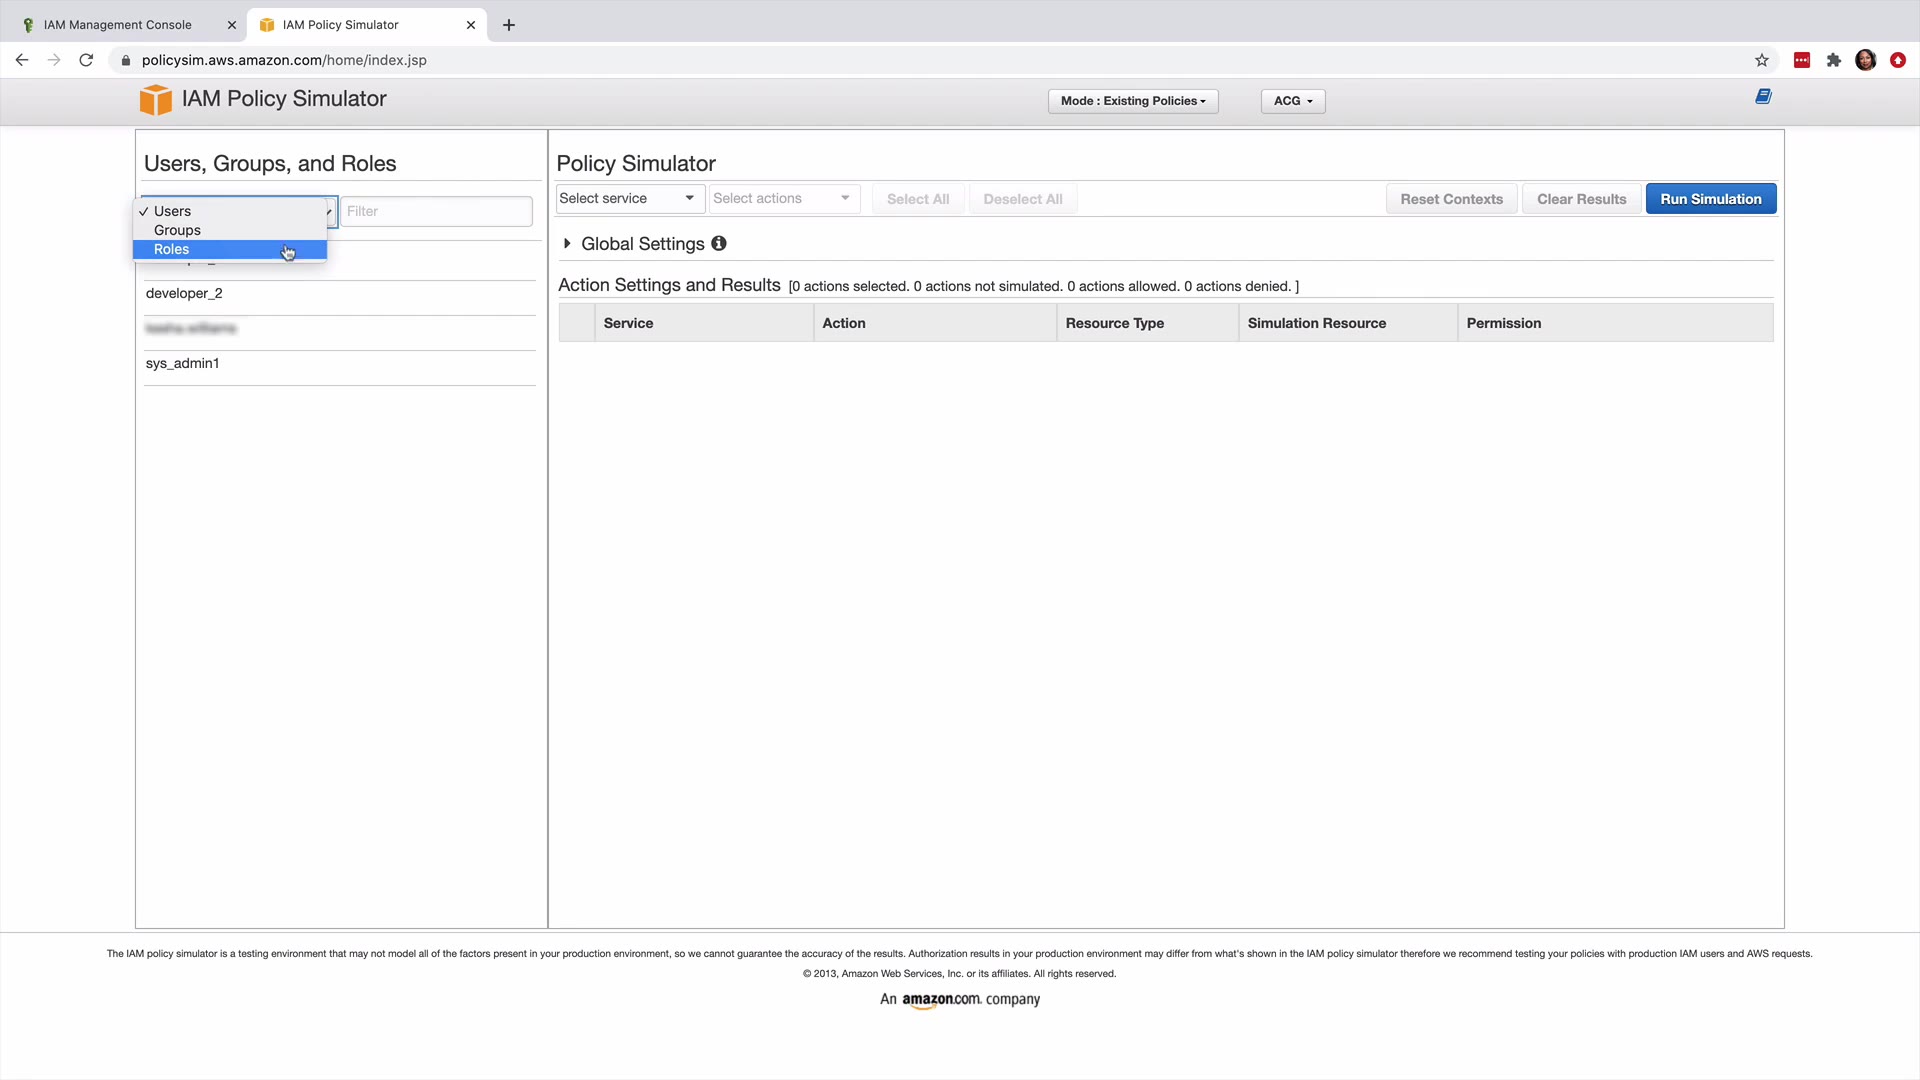 IAM Management Console
IAM Policy Simulator
policysim.aws.amazon.com/home/index.jsp
IAM Policy Simulator
Mode : Existing Policies
ACG
Users, Groups, and Roles
Users
Groups
Roles
Filter
developer_2
sys_admin1
Policy Simulator
Select service
Select actions
Select All
Deselect All
Reset Contexts
Clear Results
Run Simulation
Global Settings
Action Settings and Results [0 actions selected. 0 actions not simulated. 0 actions allowed. 0 actions denied. ]
Service
Action
Resource Type
Simulation Resource
Permission
The IAM policy simulator is a testing environment that may not model all of the factors present in your production environment, so we cannot guarantee the accuracy of the results. Authorization results in your production environment may differ from what's shown in the IAM policy simulator therefore we recommend testing your policies with production IAM users and AWS requests.
© 2013, Amazon Web Services, Inc. or its affiliates. All rights reserved.
An amazon.com. company